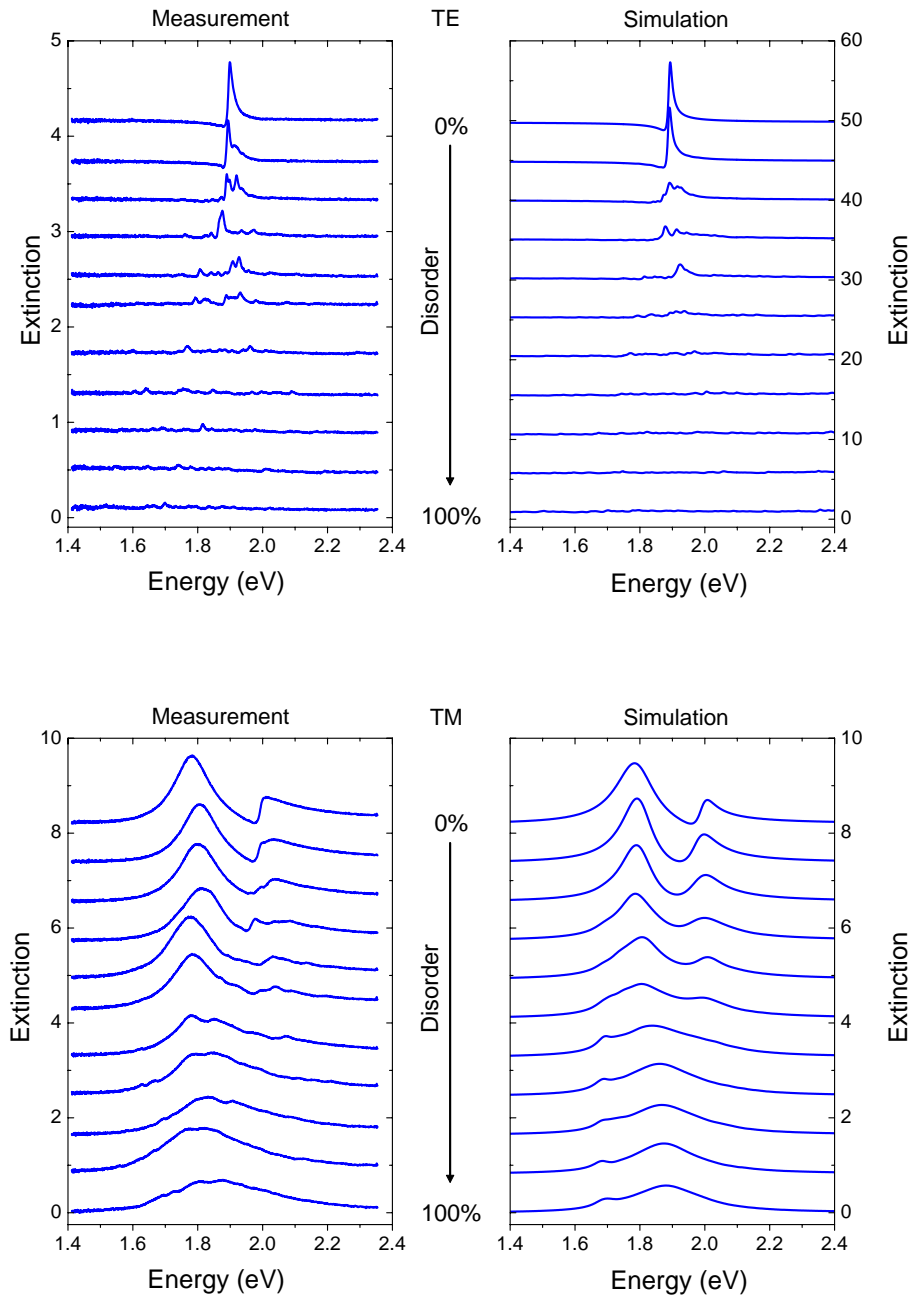 Measurement
TE
Simulation
5
4
3
2
1
0
Extinction
1.4 1.6 1.8 2.0 2.2 2.4
Energy (eV)
0%
Disorder
100%
60
50
40
30
20
10
0
Extinction
1.4 1.6 1.8 2.0 2.2 2.4
Energy (eV)
Measurement
TM
Simulation
10
8
6
4
2
0
Extinction
1.4 1.6 1.8 2.0 2.2 2.4
Energy (eV)
0%
Disorder
100%
10
8
6
4
2
0
Extinction
1.4 1.6 1.8 2.0 2.2 2.4
Energy (eV)